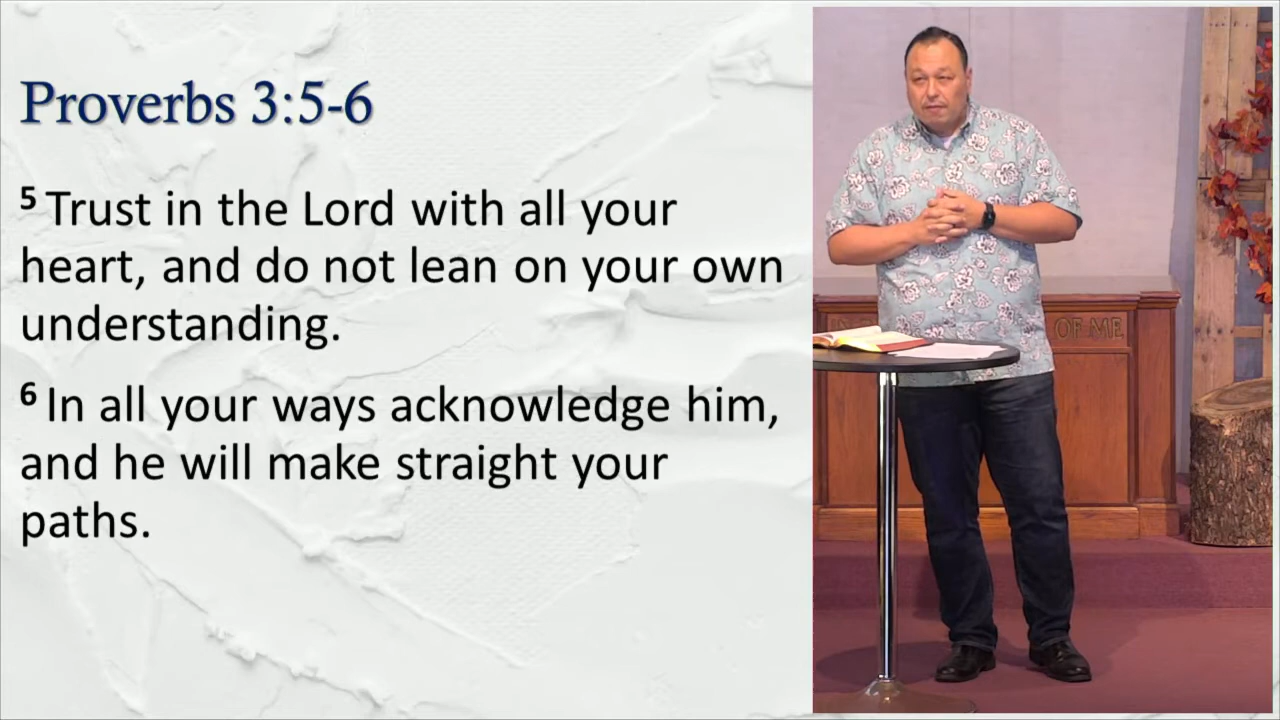 Proverbs 3:5-6
5 Trust in the Lord with all your
heart, and do not lean on your own
understanding.
6 In all your ways acknowledge him,
and he will make straight your
paths.
OF ME